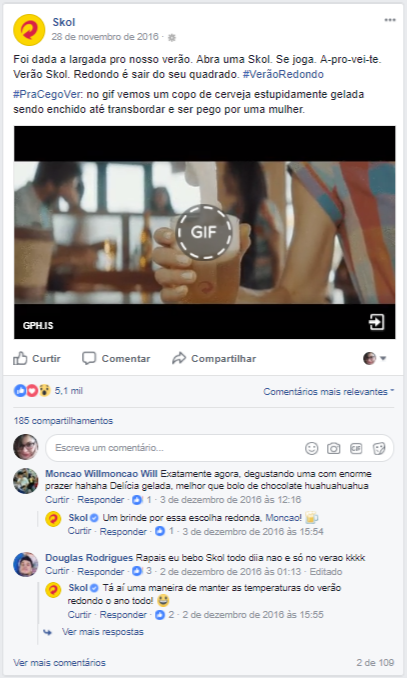 Skol
28 de novembro de 2016 ·
Foi dada a largada pro nosso verão. Abra uma Skol. Se joga. A-pro-vei-te.
Verão Skol. Redondo é sair do seu quadrado. #VerãoRedondo
#PraCegoVer: no gif vemos um copo de cerveja estupidamente gelada
sendo enchido até transbordar e ser pego por uma mulher.
GIF
GPH.IS
Curtir Comentar Compartilhar
5,1 mil Comentários mais relevantes
185 compartilhamentos
Escreva um comentário...
GIF
Moncao Willmoncao Will Exatamente agora, degustando uma com enorme
prazer hahaha Delícia gelada, melhor que bolo de chocolate huahuahuahua
Curtir · Responder · 1 · 3 de dezembro de 2016 às 12:16
Skol Um brinde por essa escolha redonda, Moncao! 🍺
Curtir · Responder · 1 · 3 de dezembro de 2016 às 15:54
Douglas Rodrigues Rapais eu bebo Skol todo diia nao e só no verao kkkk
Curtir · Responder · 3 · 2 de dezembro de 2016 às 01:13 · Editado
Skol Tá aí uma maneira de manter as temperaturas do verão
redondo o ano todo! 😄
Curtir · Responder · 2 · 2 de dezembro de 2016 às 15:55
Ver mais respostas
Ver mais comentários 2 de 109